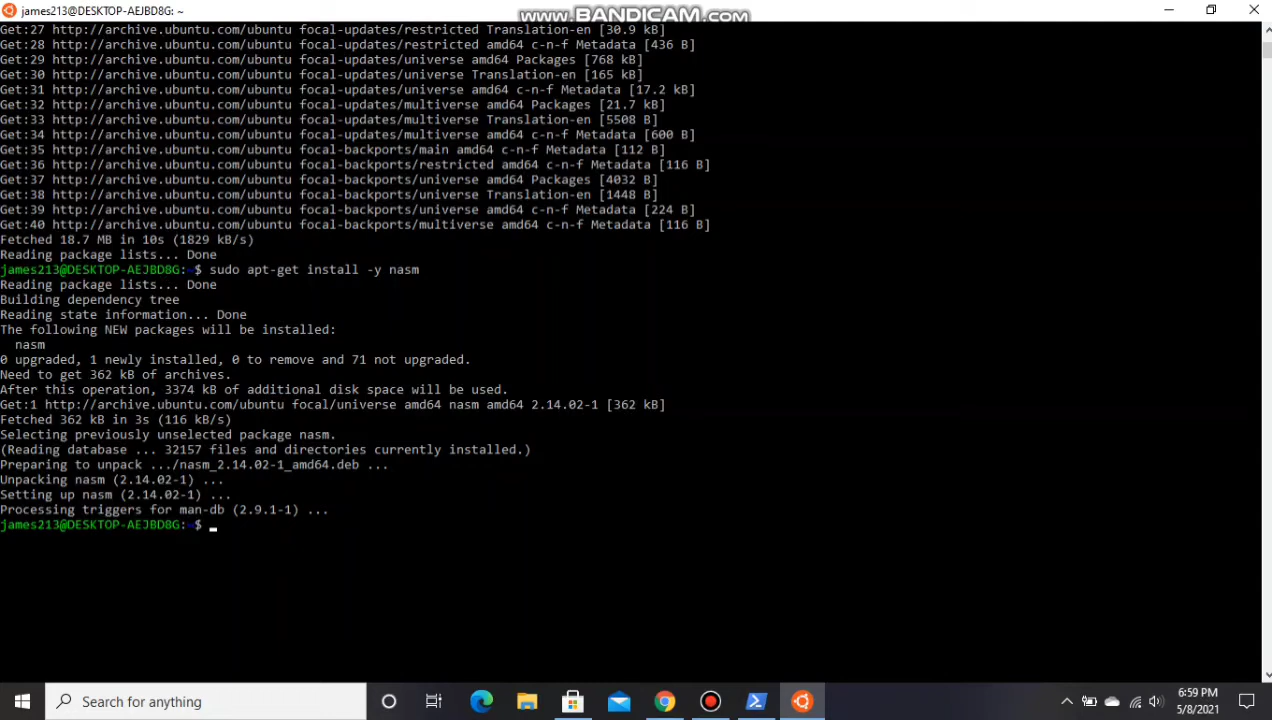 james213@DESKTOP-AEJBD8G: ~
www.BANDICAM.com
Get:27 http://archive.ubuntu.com/ubuntu focal-updates/restricted Translation-en [30.9 kB]
Get:28 http://archive.ubuntu.com/ubuntu focal-updates/restricted amd64 c-n-f Metadata [436 B]
Get:29 http://archive.ubuntu.com/ubuntu focal-updates/universe amd64 Packages [768 kB]
Get:30 http://archive.ubuntu.com/ubuntu focal-updates/universe Translation-en [165 kB]
Get:31 http://archive.ubuntu.com/ubuntu focal-updates/universe amd64 c-n-f Metadata [17.2 kB]
Get:32 http://archive.ubuntu.com/ubuntu focal-updates/multiverse amd64 Packages [21.7 kB]
Get:33 http://archive.ubuntu.com/ubuntu focal-updates/multiverse Translation-en [5508 B]
Get:34 http://archive.ubuntu.com/ubuntu focal-updates/multiverse amd64 c-n-f Metadata [600 B]
Get:35 http://archive.ubuntu.com/ubuntu focal-backports/main amd64 c-n-f Metadata [112 B]
Get:36 http://archive.ubuntu.com/ubuntu focal-backports/restricted amd64 c-n-f Metadata [116 B]
Get:37 http://archive.ubuntu.com/ubuntu focal-backports/universe amd64 Packages [4032 B]
Get:38 http://archive.ubuntu.com/ubuntu focal-backports/universe Translation-en [1448 B]
Get:39 http://archive.ubuntu.com/ubuntu focal-backports/universe amd64 c-n-f Metadata [224 B]
Get:40 http://archive.ubuntu.com/ubuntu focal-backports/multiverse amd64 c-n-f Metadata [116 B]
Fetched 18.7 MB in 10s (1829 kB/s)
Reading package lists... Done
james213@DESKTOP-AEJBD8G:~$ sudo apt-get install -y nasm
Reading package lists... Done
Building dependency tree
Reading state information... Done
The following NEW packages will be installed:
nasm
0 upgraded, 1 newly installed, 0 to remove and 71 not upgraded.
Need to get 362 kB of archives.
After this operation, 3374 kB of additional disk space will be used.
Get:1 http://archive.ubuntu.com/ubuntu focal/universe amd64 nasm amd64 2.14.02-1 [362 kB]
Fetched 362 kB in 3s (116 kB/s)
Selecting previously unselected package nasm.
(Reading database ... 32157 files and directories currently installed.)
Preparing to unpack .../nasm_2.14.02-1_amd64.deb ...
Unpacking nasm (2.14.02-1) ...
Setting up nasm (2.14.02-1) ...
Processing triggers for man-db (2.9.1-1) ...
james213@DESKTOP-AEJBD8G:~$
Search for anything
6:59 PM
5/8/2021